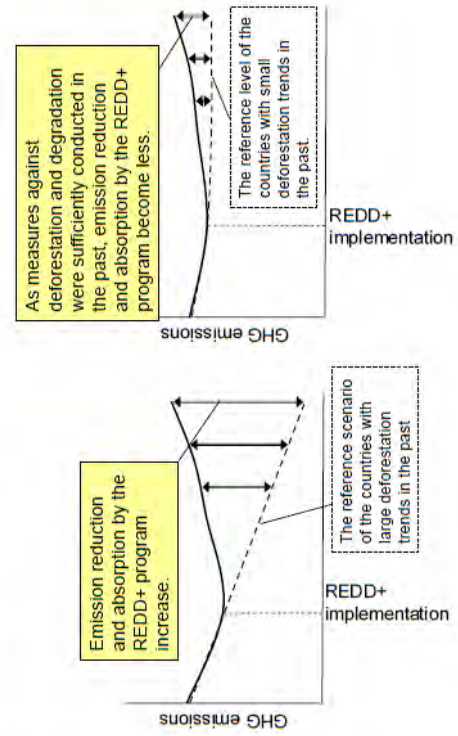 Emission reduction
and absorption by the
REDD+ program
increase.
GHG emissions
REDD+
implementation
The reference scenario
of the countries with
large deforestation
trends in the past
As measures against
deforestation and degradation
were sufficiently conducted in
the past, emission reduction
and absorption by the REDD+
program become less.
GHG emissions
REDD+
implementation
The reference level of the
countries with small
deforestation trends in
the past.